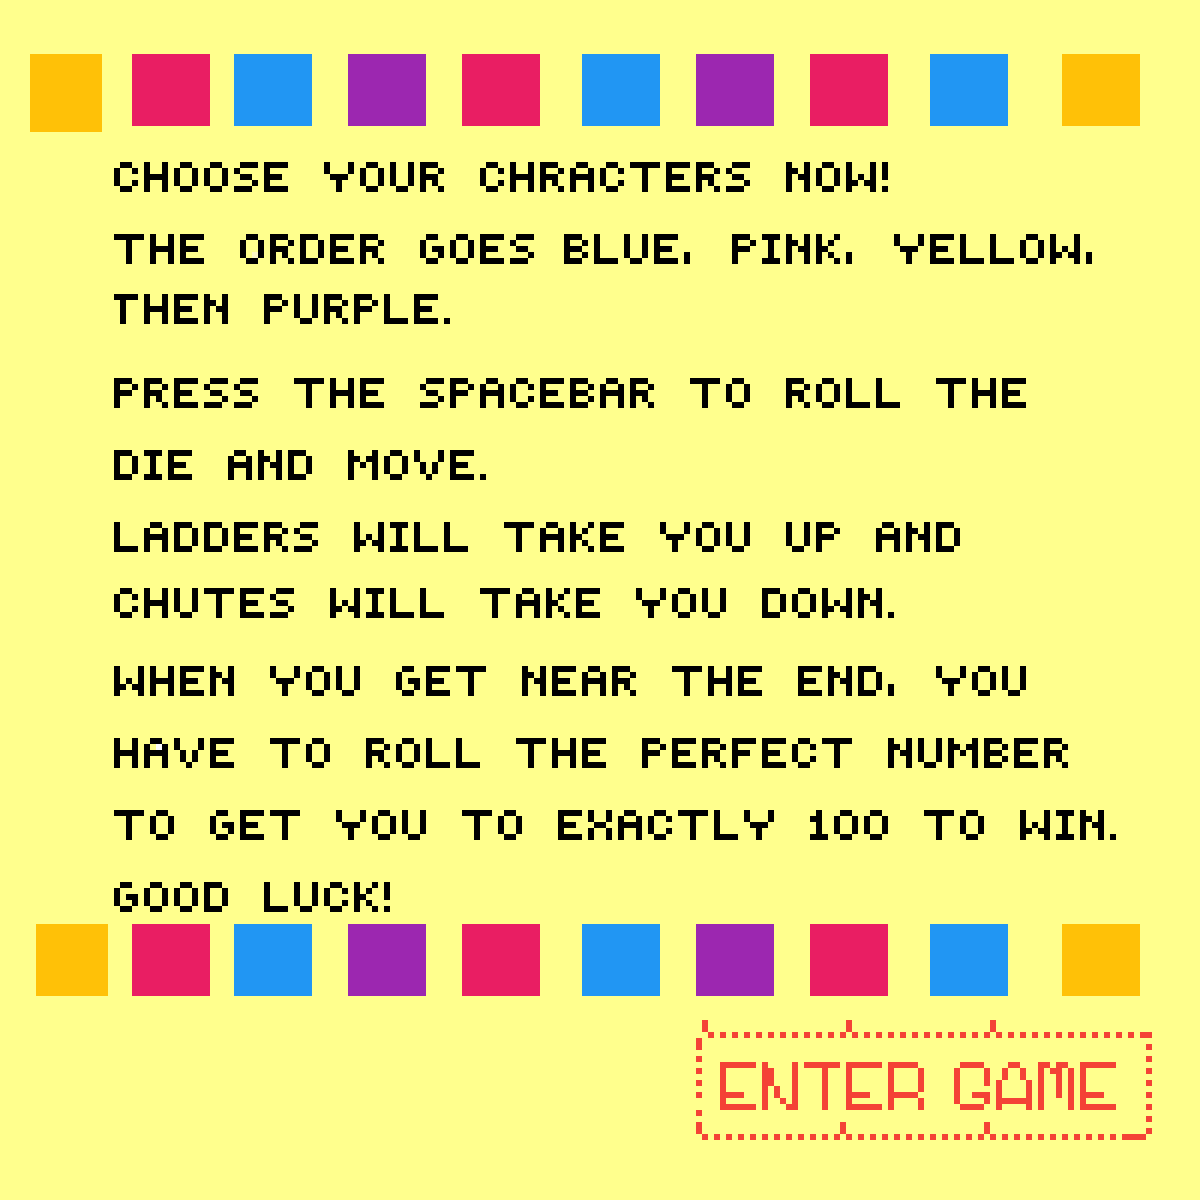 CHOOSE YOUR CHRACTERS NOW!
THE ORDER GOES BLUE, PINK, YELLOW,
THEN PURPLE.
PRESS THE SPACEBAR TO ROLL THE
DIE AND MOVE.
LADDERS WILL TAKE YOU UP AND
CHUTES WILL TAKE YOU DOWN.
WHEN YOU GET NEAR THE END, YOU
HAVE TO ROLL THE PERFECT NUMBER
TO GET YOU TO EXACTLY 100 TO WIN.
GOOD LUCK!
ENTER GAME